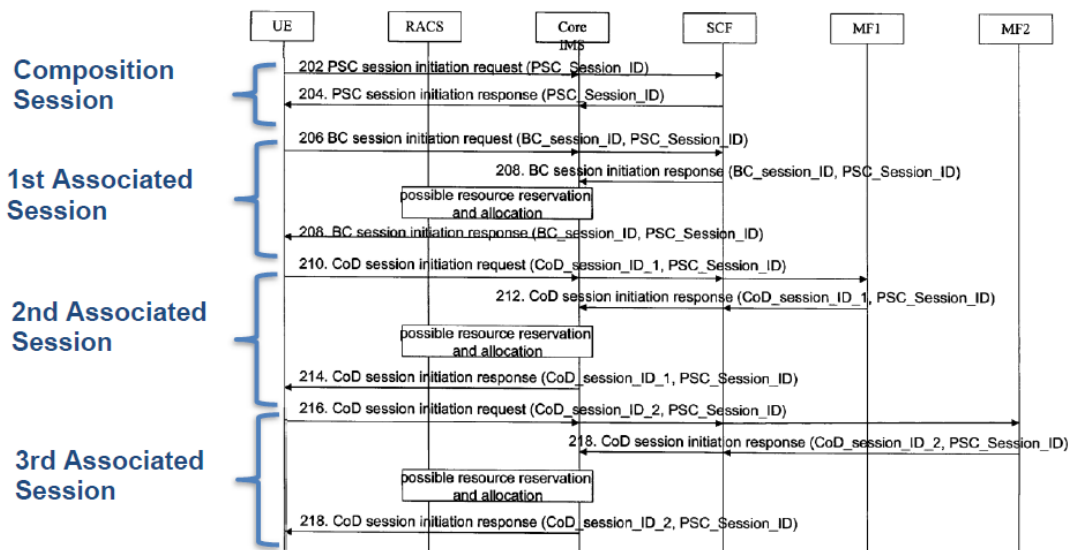 UE
RACS
Core
IMS
SCF
MF1
MF2
Composition
Session
202 PSC session initiation request (PSC_Session_ID)
204. PSC session initiation response (PSC_Session_ID)
1st Associated
Session
206 BC session initiation request (BC_session_ID, PSC_Session_ID)
208. BC session initiation response (BC_session_ID, PSC_Session_ID)
possible resource reservation
and allocation
208. BC session initiation response (BC_session_ID, PSC_Session_ID)
2nd Associated
Session
210. CoD session initiation request (CoD_session_ID_1, PSC_Session_ID)
212. CoD session initiation response (CoD_session_ID_1, PSC_Session_ID)
possible resource reservation
and allocation
214. CoD session initiation response (CoD_session_ID_1, PSC_Session_ID)
3rd Associated
Session
216. CoD session initiation request (CoD_session_ID_2, PSC_Session_ID)
218. CoD session initiation response (CoD_session_ID_2, PSC_Session_ID)
possible resource reservation
and allocation
218. CoD session initiation response (CoD_session_ID_2, PSC_Session_ID)